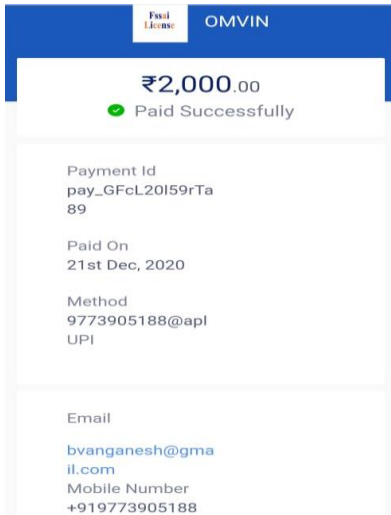 Fssai
License
OMVIN
₹2,000.00
Paid Successfully
Payment Id
pay_GFcL20I59rTa
89
Paid On
21st Dec, 2020
Method
9773905188@apl
UPI
Email
bvanganesh@gma
il.com
Mobile Number
+919773905188